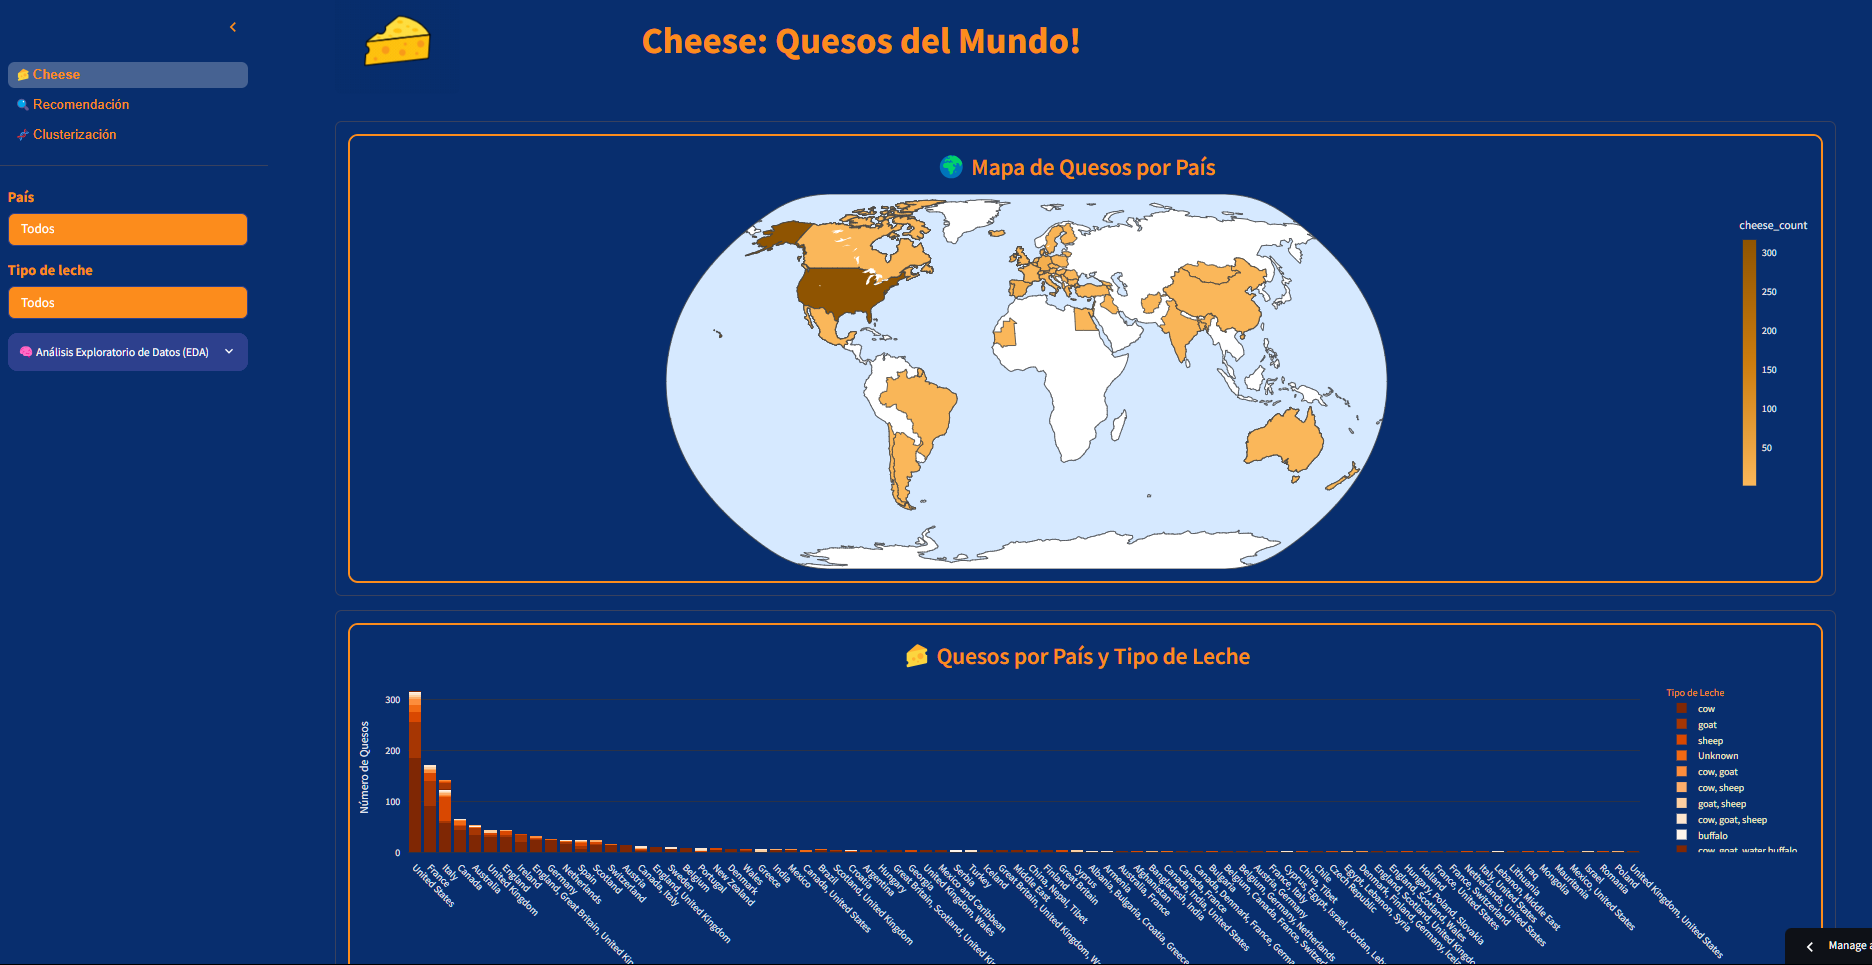 Cheese: Quesos del Mundo!
Cheese
Recomendación
Clusterización
País
Todos
Tipo de leche
Todos
Análisis Exploratorio de Datos (EDA)
Mapa de Quesos por País
cheese_count
300
250
200
150
100
50
Quesos por País y Tipo de Leche
Número de Quesos
300
200
100
0
Tipo de Leche
cow
goat
sheep
Unknown
cow, goat
cow, sheep
goat, sheep
cow, goat, sheep
buffalo
cow, goat, water buffalo
United States
France
Italy
Canada
Australia
United Kingdom
England
Ireland
England, Great Britain, United
Germany
Netherlands
Spain
Scotland
Switzerland
Austria
Canada, Italy
England, United Kingdom
Sweden
Belgium
Portugal
New Zealand
Denmark
Wales
Greece
India
Mexico
Canada, United States
Brazil
Scotland, United Kingdom
Croatia
Argentina
Hungary
Great Britain, Scotland, United
Georgia
United Kingdom, Wales
Mexico and Caribbean
Serbia
Turkey
Iceland
Great Britain, United Kingdom,
Middle East
China, Nepal, Tibet
Finland
Great Britain
Cyprus
Albania, Bulgaria, Croatia, Greece
Armenia
Australia, France
Afghanistan
Bangladesh, India
Canada, India, United States
Canada, France
Canada, Denmark, France,
Bulgaria
Belgium, Canada, France,
Belgium, Germany, Netherlands
Austria, Germany
France, Italy
Cyprus, Egypt, Israel, Jordan,
China, Tibet
Chile
Czech Republic
Egypt, Lebanon, Syria
Denmark, Finland, Germany,
England, France, United
England, Scotland, Wales
Hungary, Poland, Slovakia
Holland
France, United States
France, Switzerland
Netherlands, United States
Italy, United States
Lebanon, Middle East
Lithuania
Iraq
Mongolia
Mauritania
Mexico, United States
Israel
Romania
Poland
United Kingdom, United States
Manage